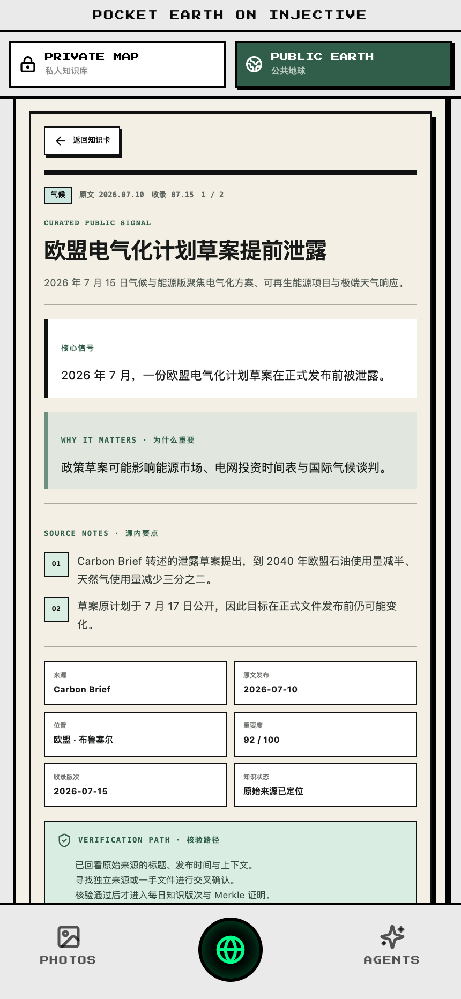 POCKET EARTH ON INJECTIVE
PRIVATE MAP
私人知识库
PUBLIC EARTH
公共地球
返回知识卡
气候 原文 2026.07.10 收录 07.15 1 / 2
CURATED PUBLIC SIGNAL
欧盟电气化计划草案提前泄露
2026 年 7 月 15 日气候与能源版聚焦电气化方案、可再生能源项目与极端天气响应。
核心信号
2026 年 7 月，一份欧盟电气化计划草案在正式发布前被泄露。
WHY IT MATTERS · 为什么重要
政策草案可能影响能源市场、电网投资时间表与国际气候谈判。
SOURCE NOTES · 源内要点
01 Carbon Brief 转述的泄露草案提出，到 2040 年欧盟石油使用量减半、
天然气使用量减少三分之二。
02 草案原计划于 7 月 17 日公开，因此目标在正式文件发布前仍可能变
化。
来源
Carbon Brief
原文发布
2026-07-10
位置
欧盟 · 布鲁塞尔
重要度
92 / 100
收录版次
2026-07-15
知识状态
原始来源已定位
VERIFICATION PATH · 核验路径
已回看原始来源的标题、发布时间与上下文。
寻找独立来源或一手文件进行交叉确认。
核验通过后才进入每日知识版次与 Merkle 证明。
PHOTOS
AGENTS